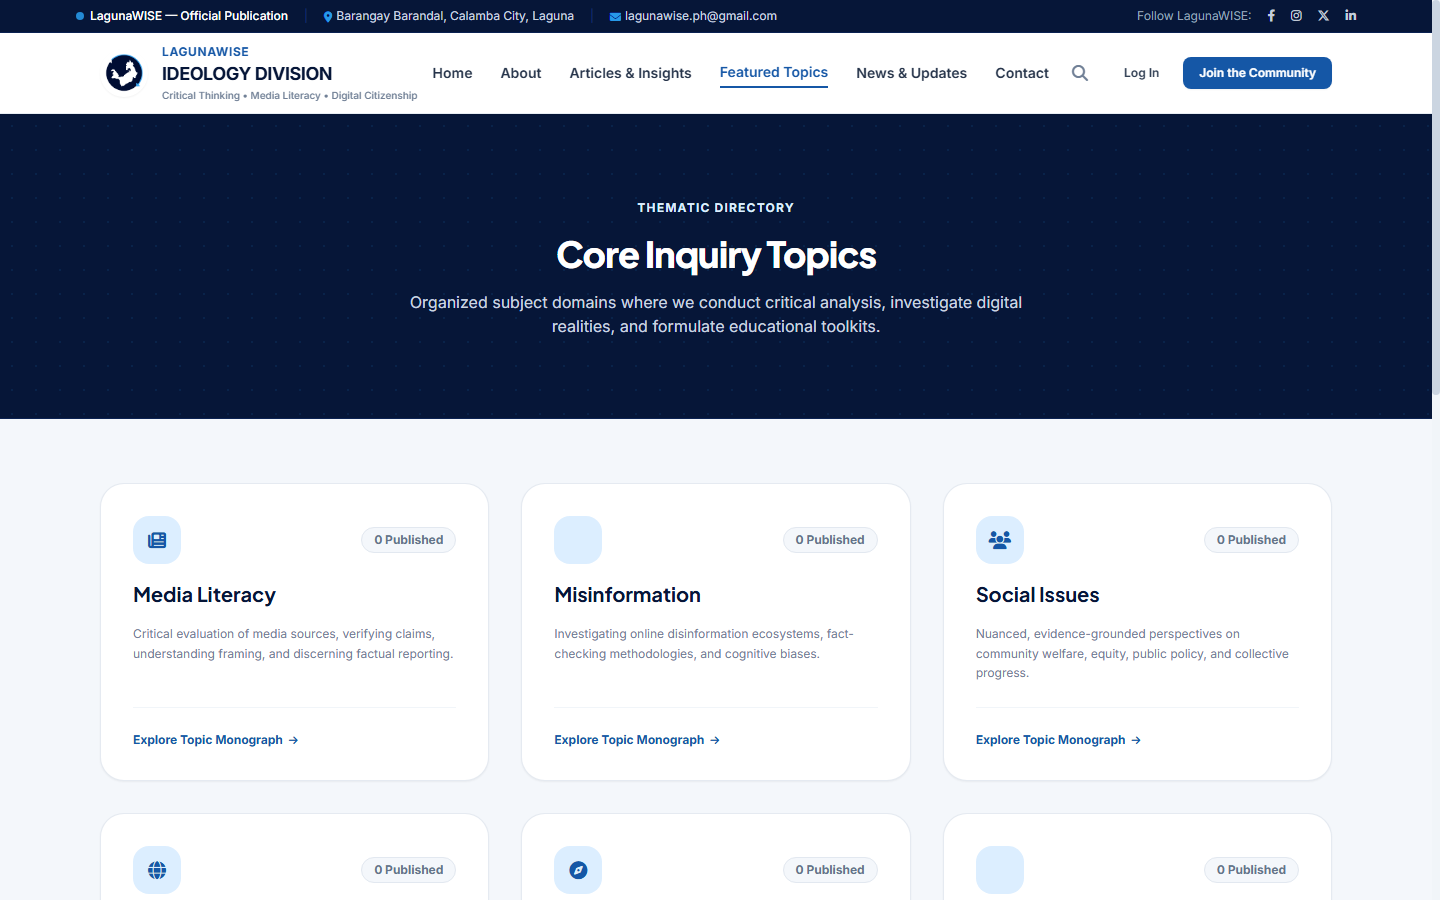 LagunaWISE — Official Publication
Barangay Barandal, Calamba City, Laguna
lagunawise.ph@gmail.com
Follow LagunaWISE:
LAGUNAWISE
IDEOLOGY DIVISION
Critical Thinking • Media Literacy • Digital Citizenship
Home
About
Articles & Insights
Featured Topics
News & Updates
Contact
Log In
Join the Community
THEMATIC DIRECTORY
Core Inquiry Topics
Organized subject domains where we conduct critical analysis, investigate digital
realities, and formulate educational toolkits.
0 Published
Media Literacy
Critical evaluation of media sources, verifying claims,
understanding framing, and discerning factual reporting.
Explore Topic Monograph →
0 Published
Misinformation
Investigating online disinformation ecosystems, fact-
checking methodologies, and cognitive biases.
Explore Topic Monograph →
0 Published
Social Issues
Nuanced, evidence-grounded perspectives on
community welfare, equity, public policy, and collective
progress.
Explore Topic Monograph →
0 Published
0 Published
0 Published